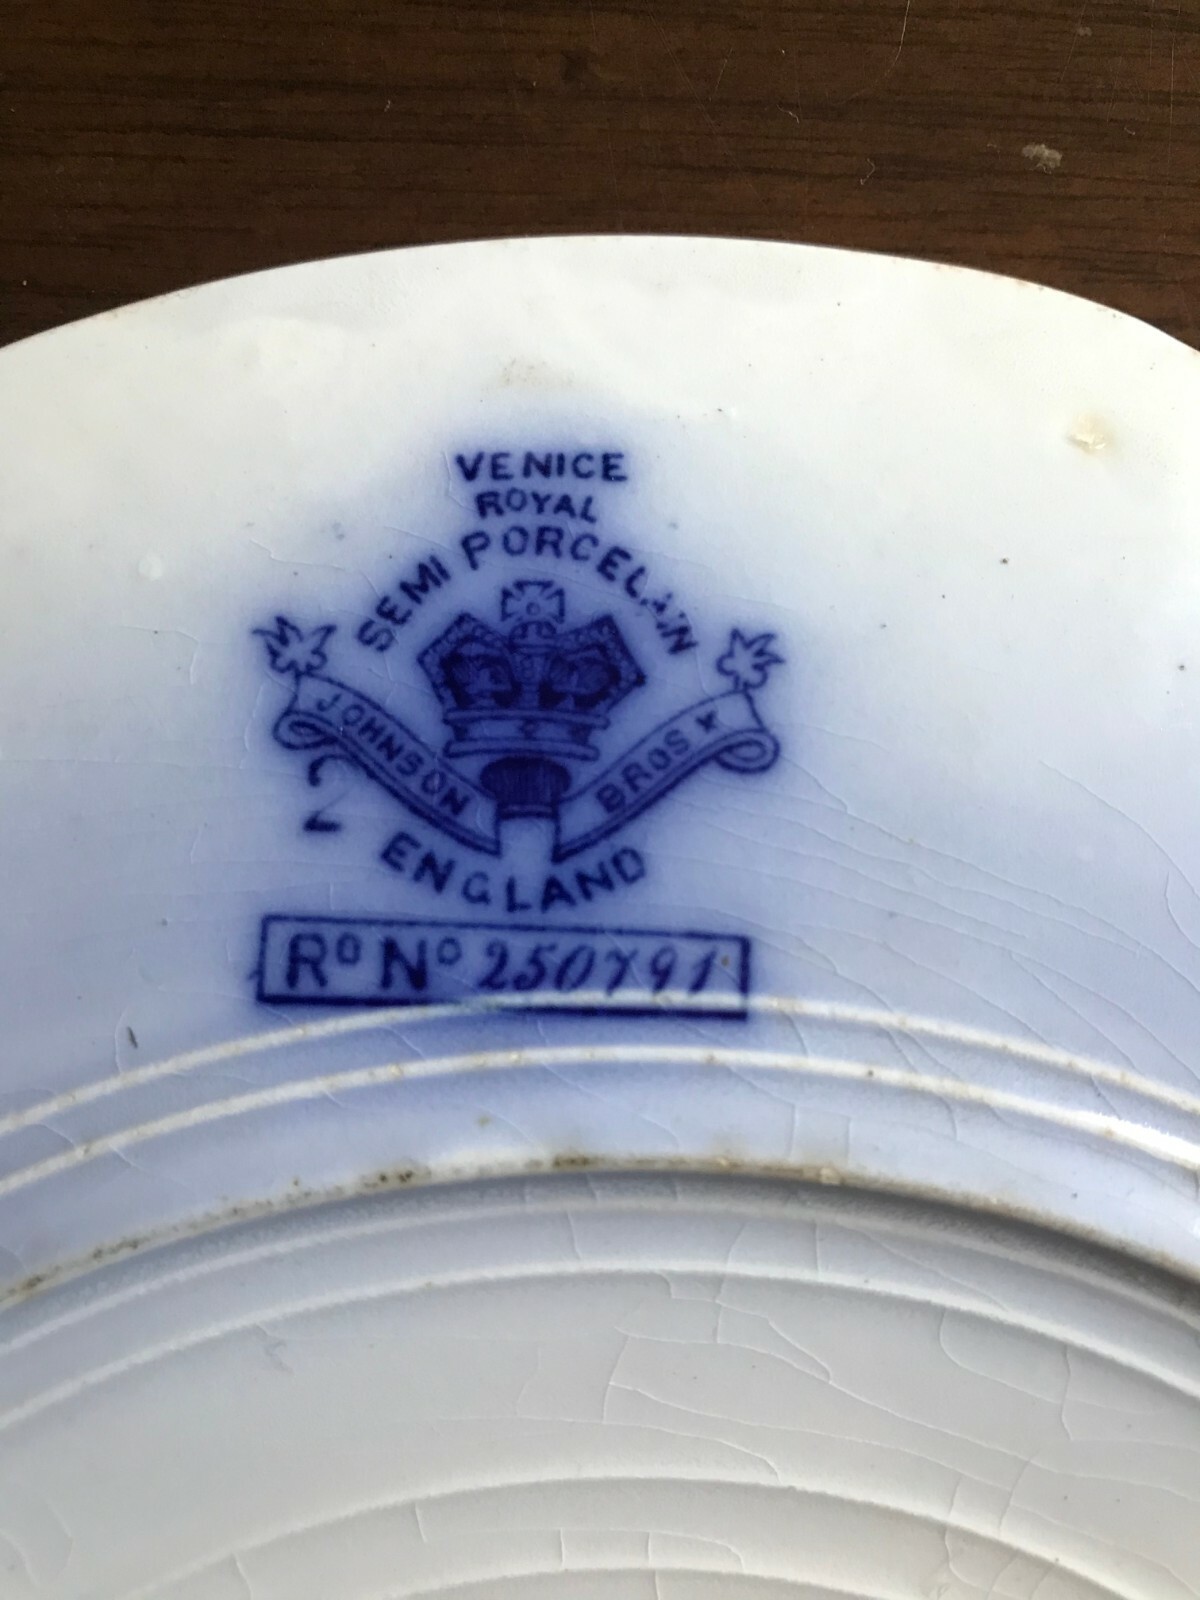 VENICE
ROYAL
SEMI PORCELAIN
JOHNSON BROS
ENGLAND
Rº Nº 250791